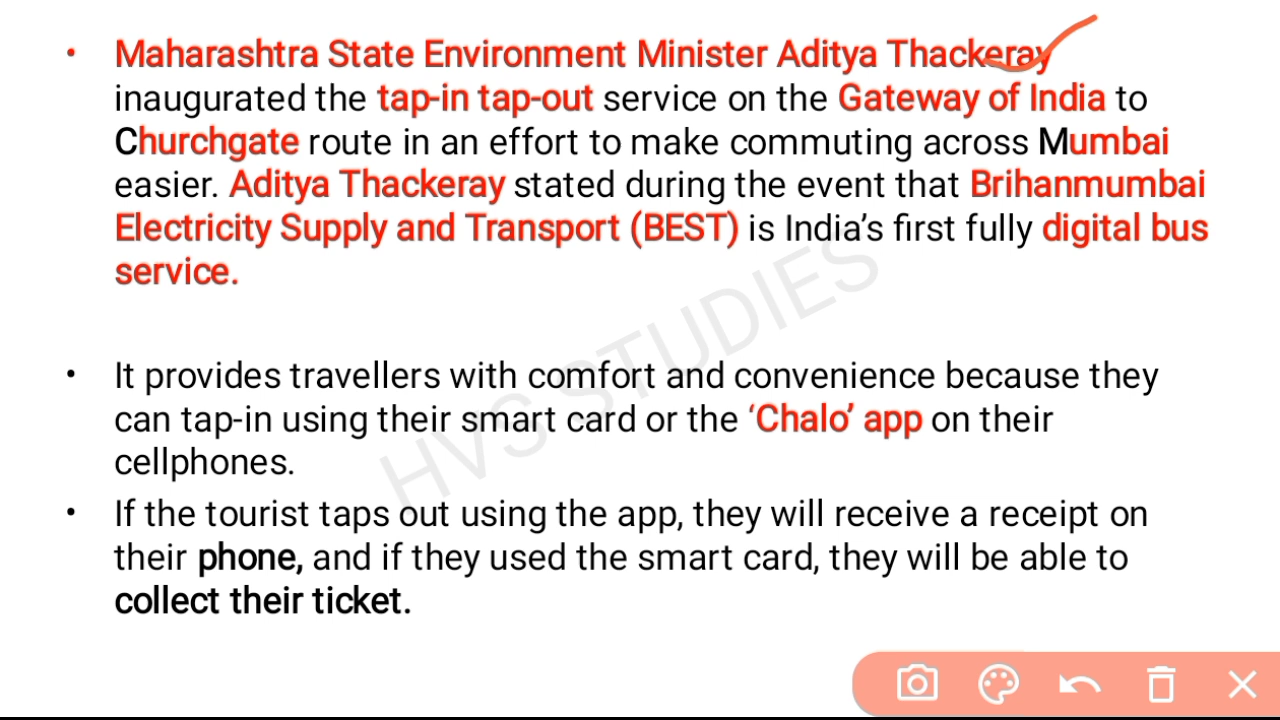 • Maharashtra State Environment Minister Aditya Thackeray
inaugurated the tap-in tap-out service on the Gateway of India to
Churchgate route in an effort to make commuting across Mumbai
easier. Aditya Thackeray stated during the event that Brihanmumbai
Electricity Supply and Transport (BEST) is India's first fully digital bus
service.
• It provides travellers with comfort and convenience because they
can tap-in using their smart card or the ‘Chalo’ app on their
cellphones.
• If the tourist taps out using the app, they will receive a receipt on
their phone, and if they used the smart card, they will be able to
collect their ticket.
HVS STUDIES